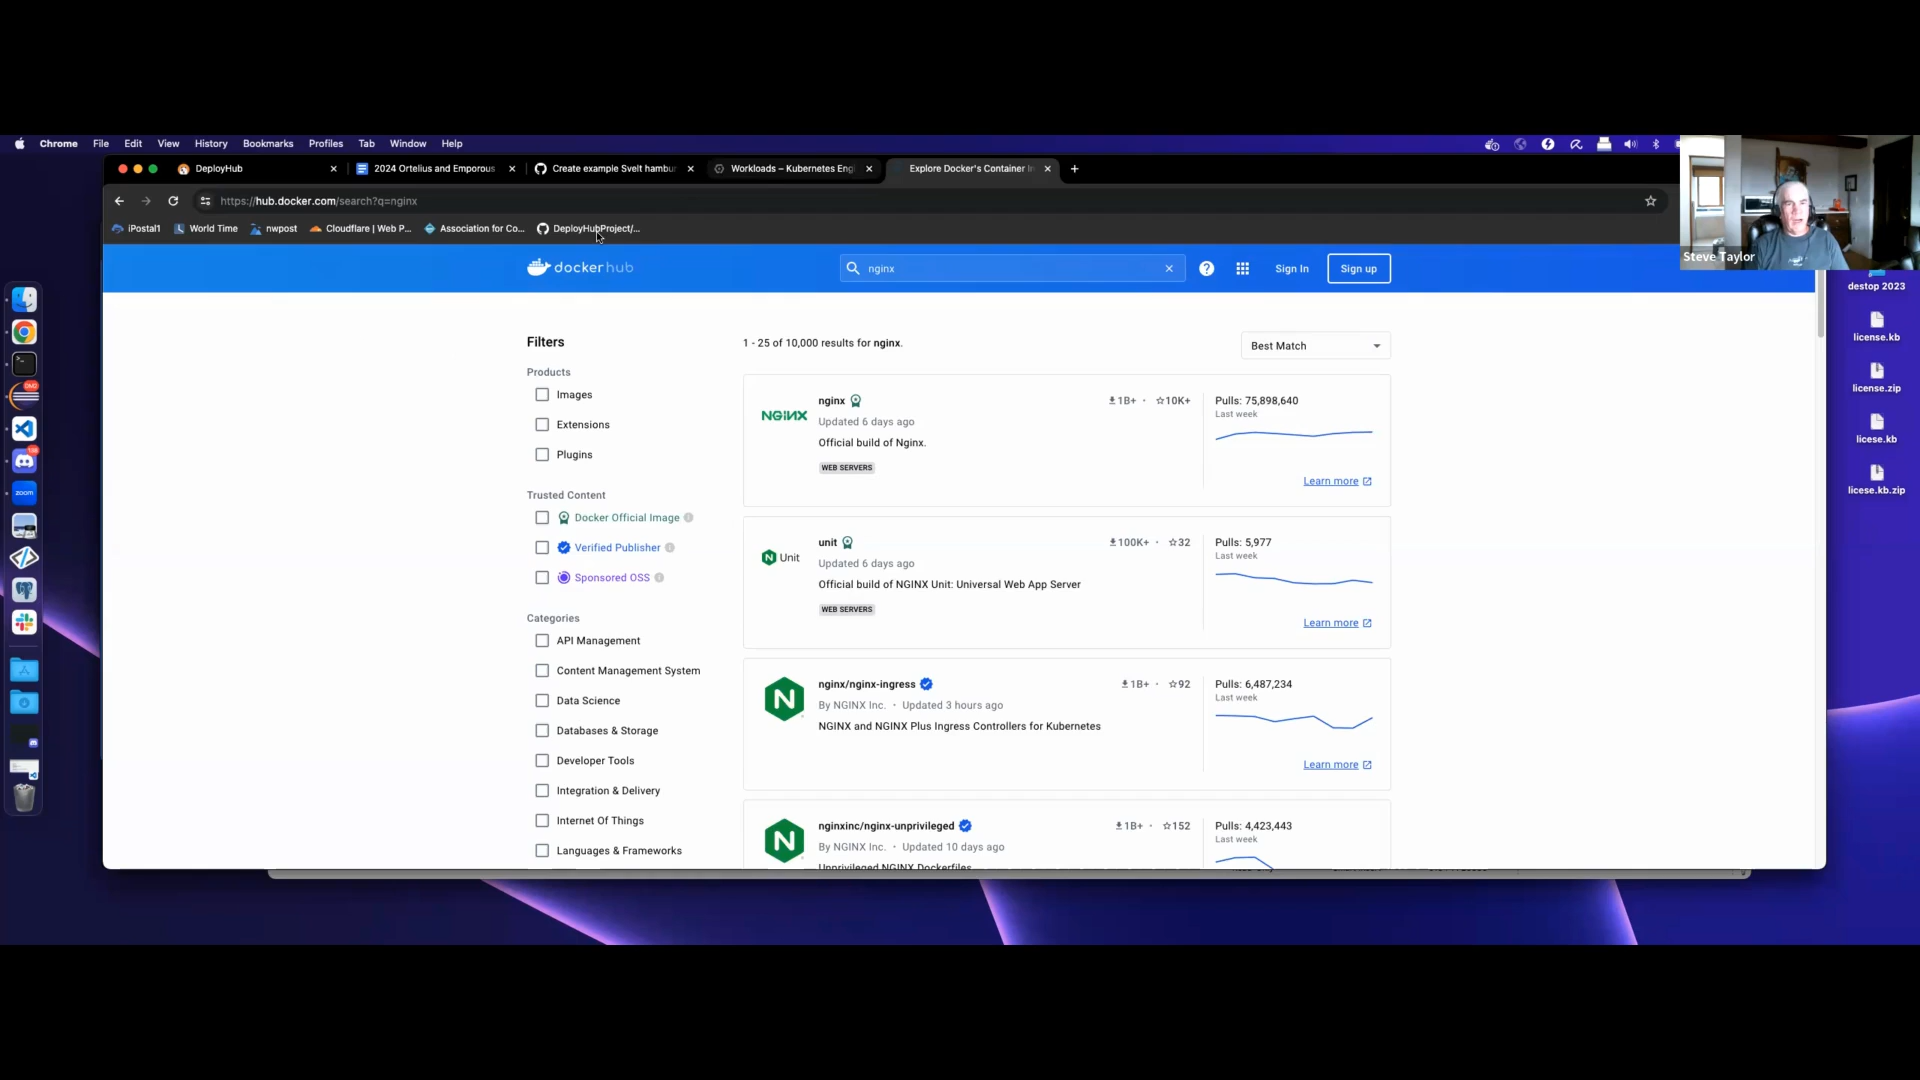 Chrome File Edit View History Bookmarks Profiles Tab Window Help
DeployHub
2024 Ortelius and Emporous
Create example Svelt hambur
Workloads – Kubernetes Eng
Explore Docker's Container I
https://hub.docker.com/search?q=nginx
iPostal1
World Time
nwpost
Cloudflare | Web P...
Association for Co...
DeployHubProject/...
Steve Taylor
docker hub
nginx
Sign In
Sign up
destop 2023
license.kb
license.zip
licese.kb
licese.kb.zip
zoom
Filters
Products
Images
Extensions
Plugins
Trusted Content
Docker Official Image
Verified Publisher
Sponsored OSS
Categories
API Management
Content Management System
Data Science
Databases & Storage
Developer Tools
Integration & Delivery
Internet Of Things
Languages & Frameworks
1 - 25 of 10,000 results for nginx.
Best Match
NGINX
nginx
1B+ · 10K+
Updated 6 days ago
Official build of Nginx.
WEB SERVERS
Pulls: 75,898,640
Last week
Learn more
N Unit
unit
100K+ · 32
Updated 6 days ago
Official build of NGINX Unit: Universal Web App Server
WEB SERVERS
Pulls: 5,977
Last week
Learn more
N
nginx/nginx-ingress
1B+ · 92
By NGINX Inc. · Updated 3 hours ago
NGINX and NGINX Plus Ingress Controllers for Kubernetes
Pulls: 6,487,234
Last week
Learn more
N
nginxinc/nginx-unprivileged
1B+ · 152
By NGINX Inc. · Updated 10 days ago
Unprivileged NGINX Dockerfiles
Pulls: 4,423,443
Last week